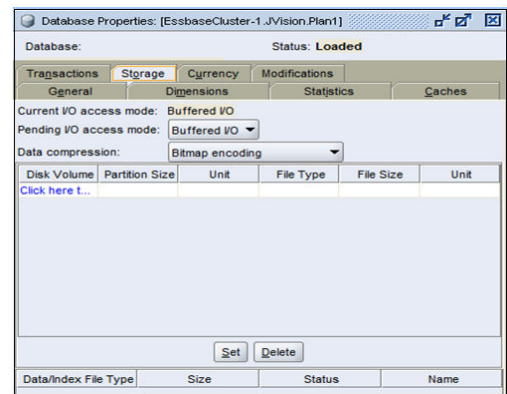 Database Properties: [EssbaseCluster-1.JVision.Plan1]
Database: Status: Loaded
Transactions Storage Currency Modifications
General Dimensions Statistics Caches
Current I/O access mode: Buffered I/O
Pending I/O access mode: Buffered I/O
Data compression: Bitmap encoding
Disk Volume Partition Size Unit File Type File Size Unit
Click here t...
Set Delete
Data/Index File Type Size Status Name